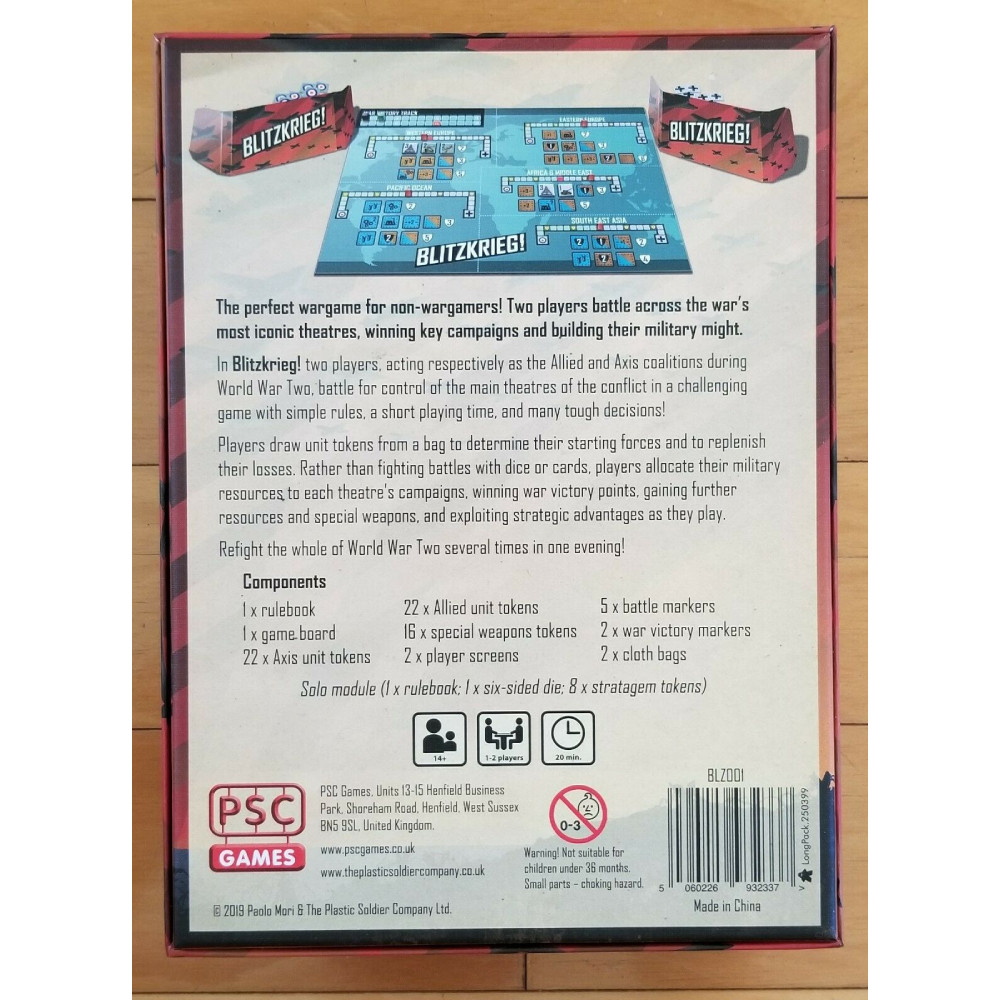 BLITZKRIEG!
BLITZKRIEG!
WAR VICTORY TRACK
WESTERN EUROPE
EASTERN EUROPE
AFRICA & MIDDLE EAST
PACIFIC OCEAN
SOUTH EAST ASIA
BLITZKRIEG!
The perfect wargame for non-wargamers! Two players battle across the war's
most iconic theatres, winning key campaigns and building their military might.
In Blitzkrieg! two players, acting respectively as the Allied and Axis coalitions during
World War Two, battle for control of the main theatres of the conflict in a challenging
game with simple rules, a short playing time, and many tough decisions!
Players draw unit tokens from a bag to determine their starting forces and to replenish
their losses. Rather than fighting battles with dice or cards, players allocate their military
resources to each theatre's campaigns, winning war victory points, gaining further
resources and special weapons, and exploiting strategic advantages as they play.
Refight the whole of World War Two several times in one evening!
Components
1 x rulebook
1 x game board
22 x Axis unit tokens
22 x Allied unit tokens
16 x special weapons tokens
2 x player screens
5 x battle markers
2 x war victory markers
2 x cloth bags
Solo module (1 x rulebook; 1 x six-sided die; 8 x stratagem tokens)
14+
1-2 players
20 min.
PSC
GAMES
PSC Games, Units 13-15 Henfield Business
Park, Shoreham Road, Henfield, West Sussex
BN5 9SL, United Kingdom.
www.pscgames.co.uk
www.theplasticsoldiercompany.co.uk
© 2019 Paolo Mori & The Plastic Soldier Company Ltd.
0-3
Warning! Not suitable for
children under 36 months.
Small parts - choking hazard.
BLZ001
5 060226 932337
Made in China
LongPack.250399